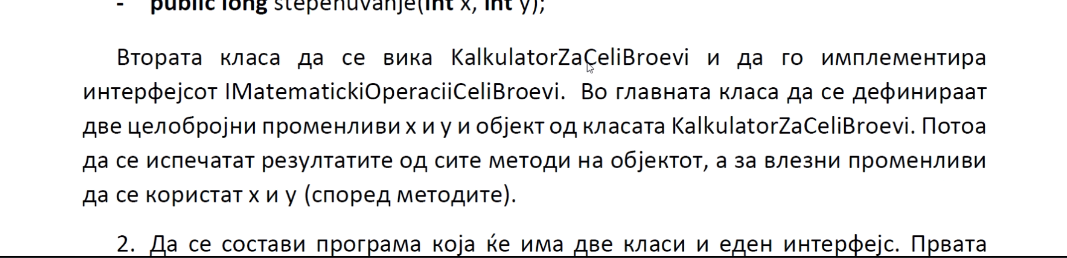 - public long stepenuvanje(int x, int y);
Втората класа да се вика KalkulatorZaCeliBroevi и да го имплементира
интерфејсот IMatematickiOperaciiCeliBroevi. Во главната класа да се дефинираат
две целобројни променливи x и y и објект од класата KalkulatorZaCeliBroevi. Потоа
да се испечатат резултатите од сите методи на објектот, а за влезни променливи
да се користат x и y (според методите).
2. Да се состави програма која ќе има две класи и еден интерфејс. Првата